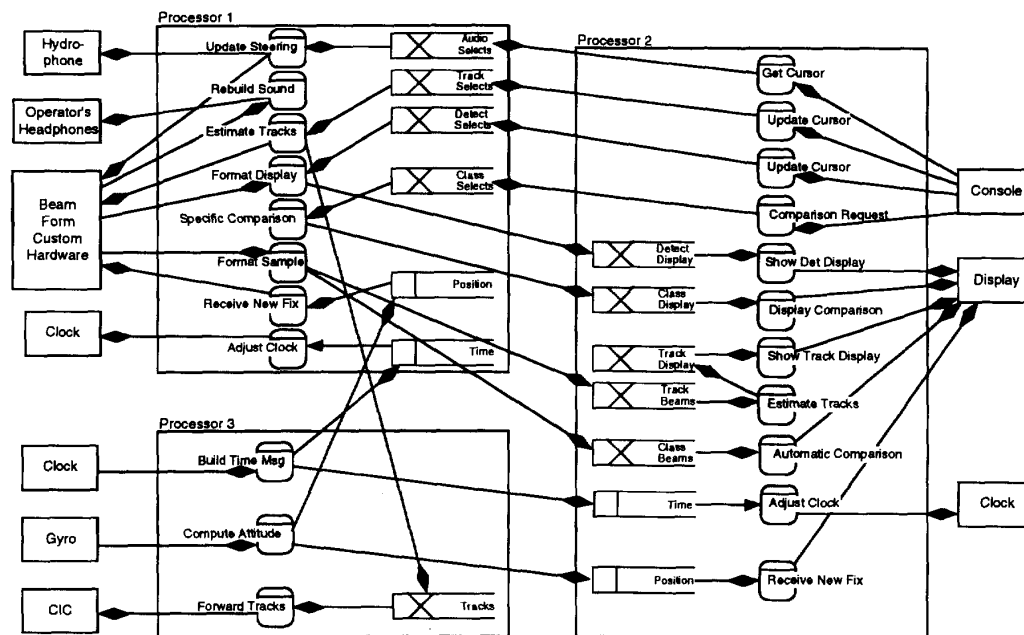 Processor 1
Hydro-
phone
Update Steering
Audio
Selects
Operator's
Headphones
Rebuild Sound
Track
Selects
Estimate Tracks
Detect
Selects
Beam
Form
Custom
Hardware
Format Display
Class
Selects
Specific Comparison
Format Sample
Receive New Fix
Position
Clock
Adjust Clock
Time
Processor 2
Get Cursor
Update Cursor
Update Cursor
Console
Comparison Request
Detect
Display
Show Det Display
Display
Class
Display
Display Comparison
Track
Display
Show Track Display
Track
Beams
Estimate Tracks
Class
Beams
Automatic Comparison
Time
Adjust Clock
Clock
Position
Receive New Fix
Processor 3
Clock
Build Time Msg
Gyro
Compute Attitude
CIC
Forward Tracks
Tracks